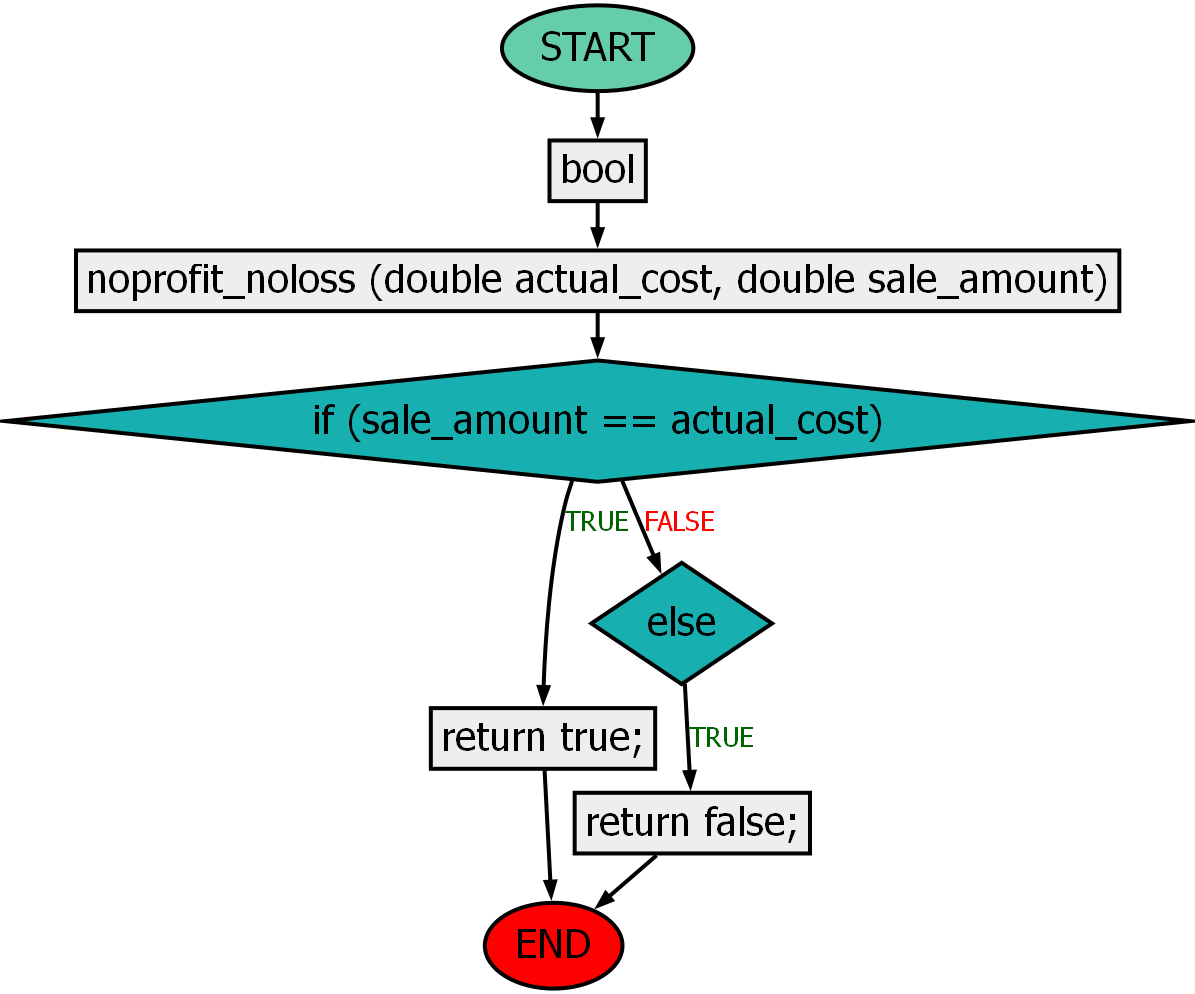 START
bool
noprofit_noloss (double actual_cost, double sale_amount)
if (sale_amount == actual_cost)
TRUE
FALSE
else
return true;
TRUE
return false;
END